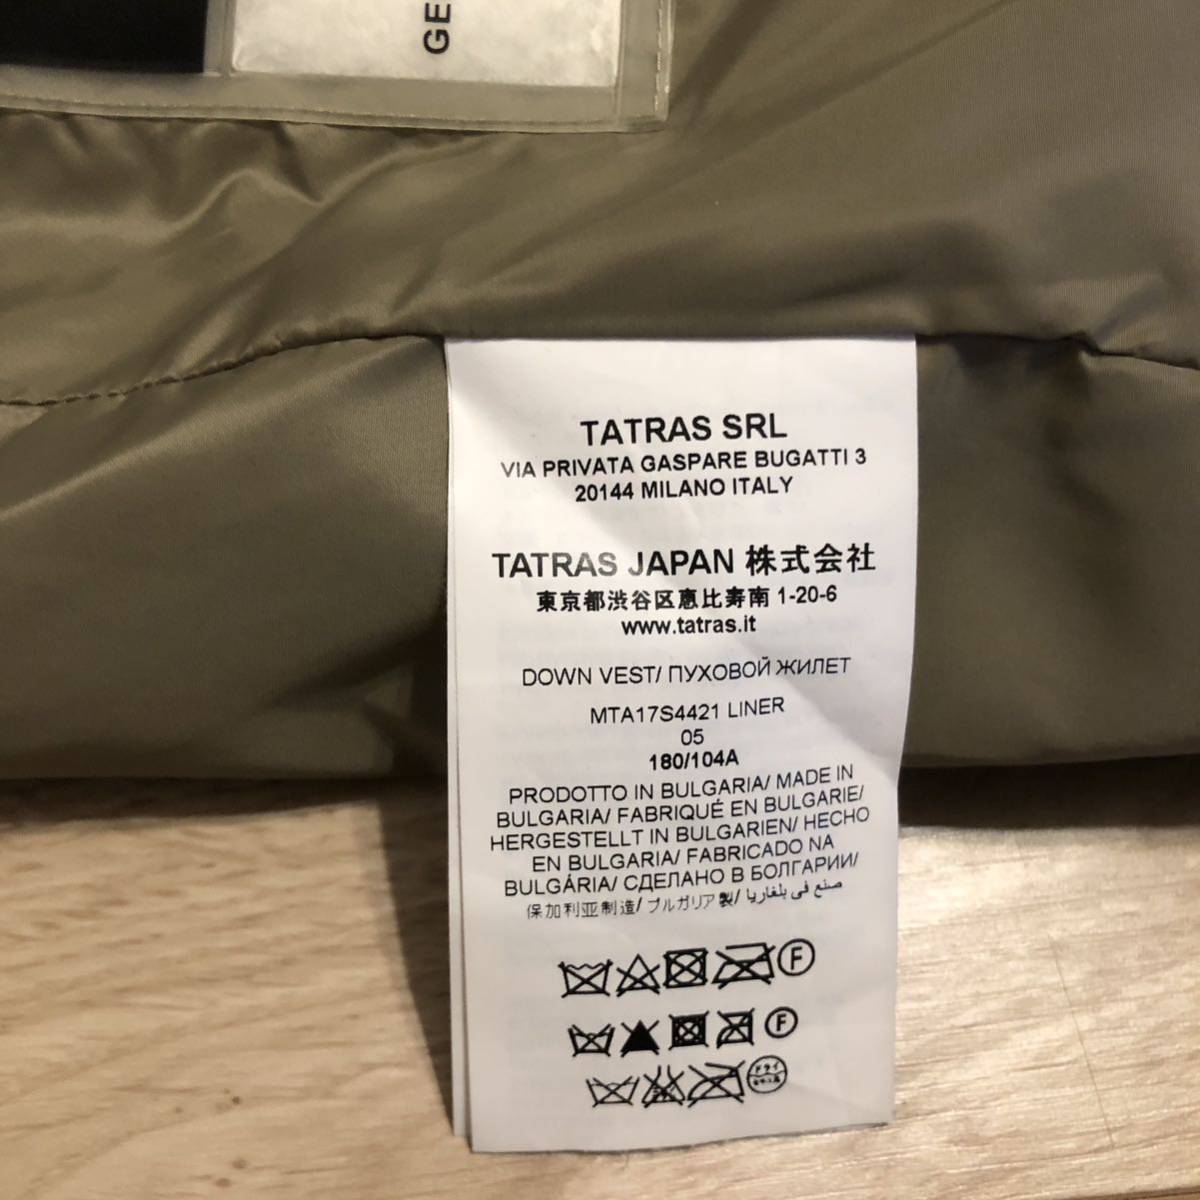 GE
TATRAS SRL
VIA PRIVATA GASPARE BUGATTI 3
20144 MILANO ITALY
TATRAS JAPAN 株式会社
東京都渋谷区恵比寿南 1-20-6
www.tatras.it
DOWN VEST/ ПУХОВОЙ ЖИЛЕТ
MTA17S4421 LINER
05
180/104A
PRODOTTO IN BULGARIA/ MADE IN
BULGARIA/ FABRIQUÉ EN BULGARIE/
HERGESTELLT IN BULGARIEN/ HECHO
EN BULGARIA/ FABRICADO NA
BULGÁRIA/ СДЕЛАНО В БОЛГАРИИ/
保加利亚制造/ ブルガリア製/ صنع في بلغاريا
F
F
ドライ